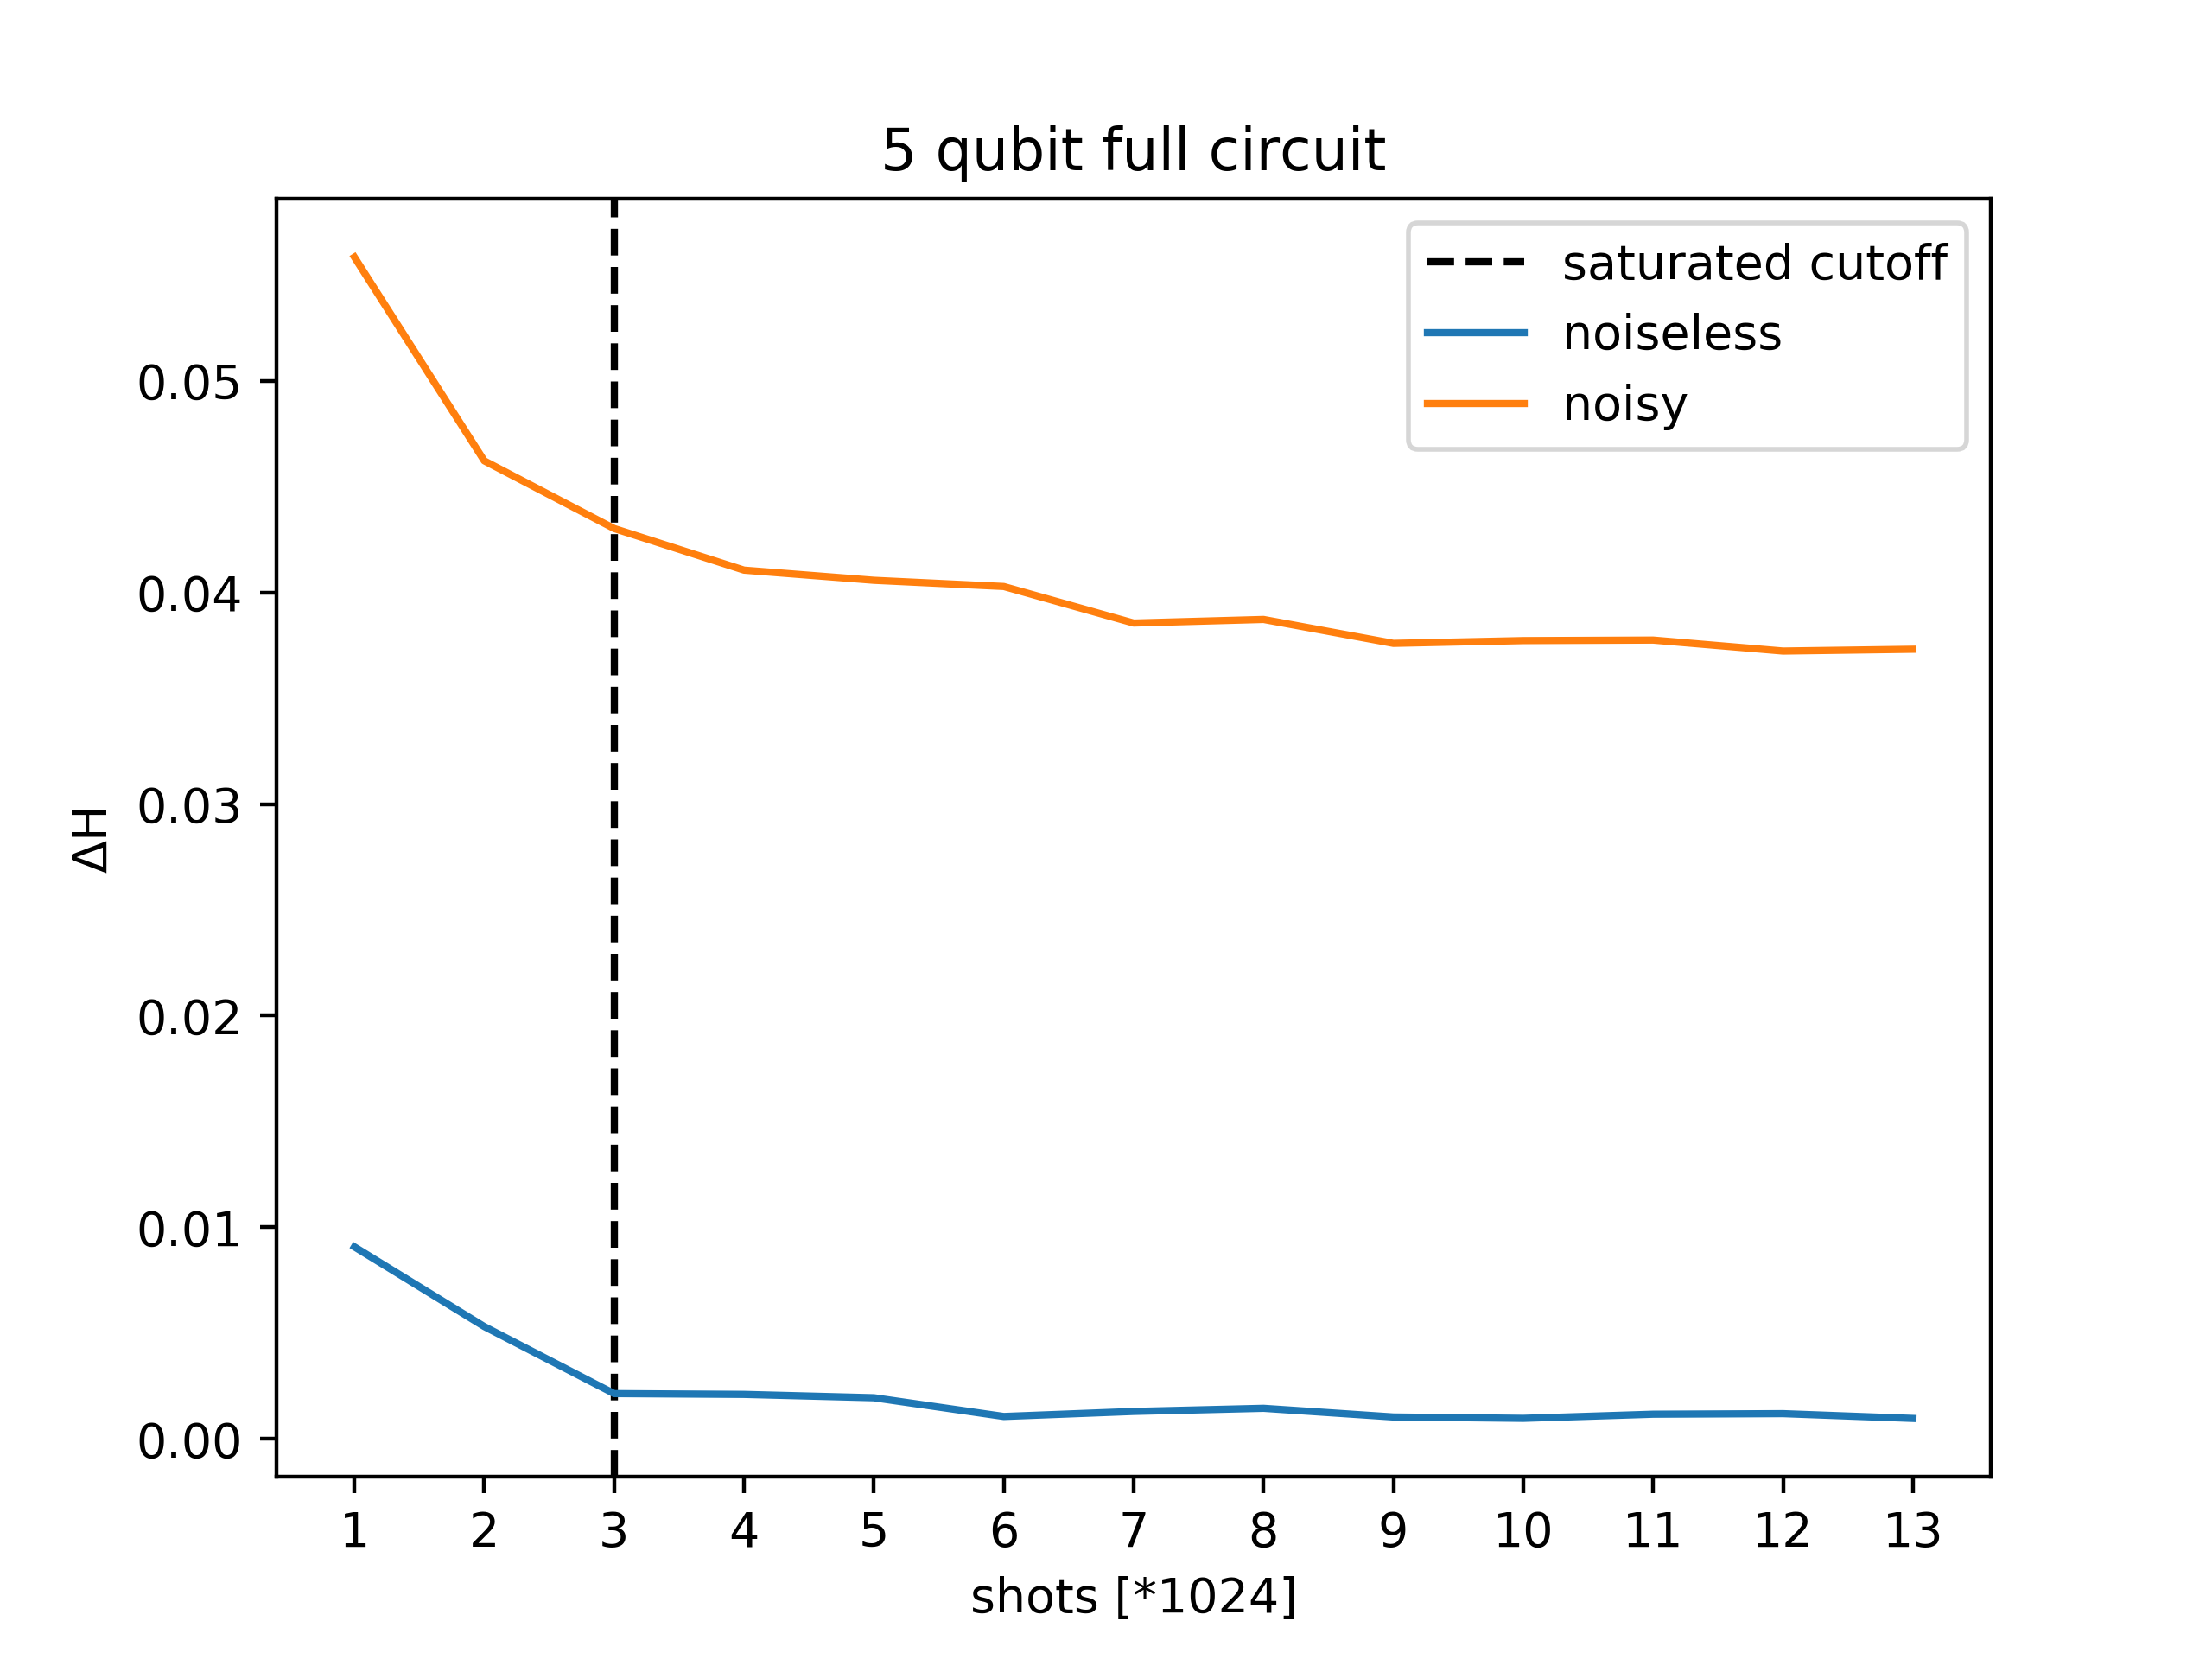 5 qubit full circuit
saturated cutoff
noiseless
noisy
0.05
0.04
0.03
0.02
0.01
0.00
ΔH
1 2 3 4 5 6 7 8 9 10 11 12 13
shots [*1024]